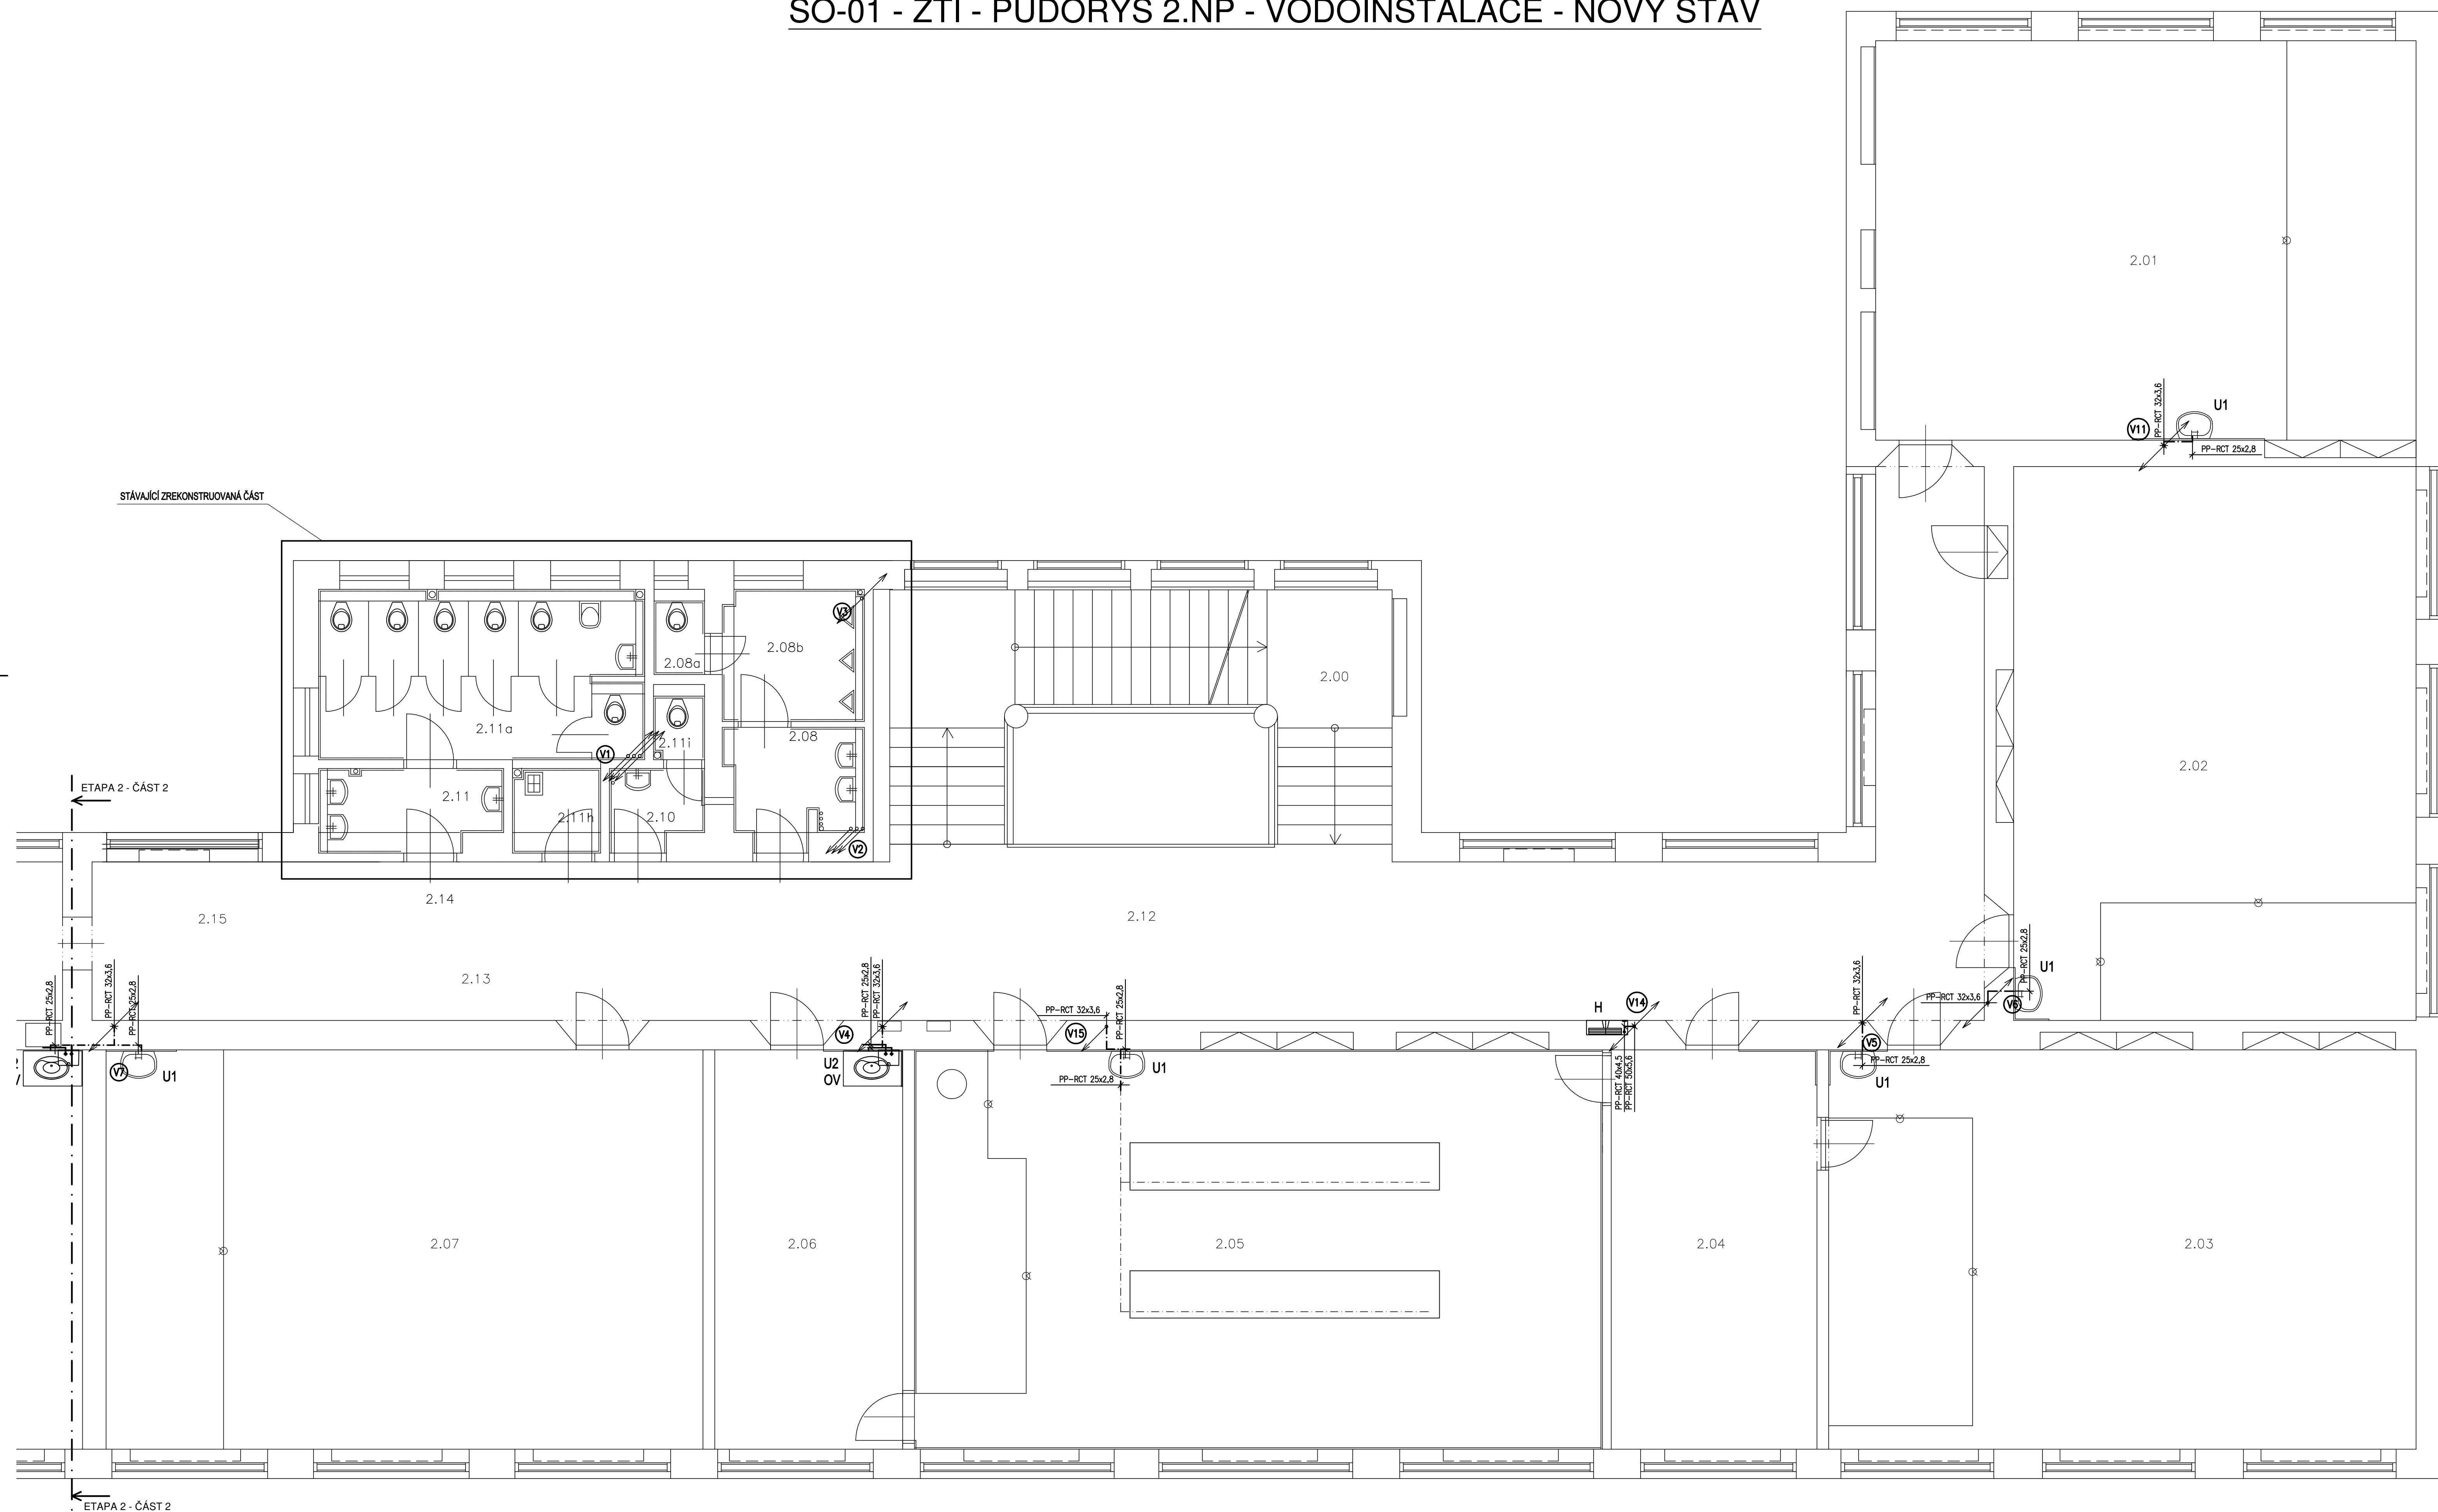 SO-01 - ZTI - PŮDORYS 2.NP - VODOINSTALACE - NOVÝ STAV
2.01
PP-RCT 32x3,6
U1
V11
PP-RCT 25x2,8
STÁVAJÍCÍ ZREKONSTRUOVANÁ ČÁST
V3
2.08b
2.08a
2.00
2.11a
2.11i
2.08
V1
2.02
ETAPA 2 - ČÁST 2
2.11
2.11h
2.10
V2
2.14
2.15
2.12
2.13
PP-RCT 25x2,8
PP-RCT 32x3,6
PP-RCT 25x2,8
PP-RCT 25x2,8
PP-RCT 32x3,6
PP-RCT 32x3,6
PP-RCT 25x2,8
V15
V4
H
V14
PP-RCT 32x3,6
PP-RCT 32x3,6
PP-RCT 25x2,8
U1
V6
V5
V7
U1
U2
OV
U1
PP-RCT 25x2,8
PP-RCT 40x4,5
PP-RCT 50x5,6
PP-RCT 25x2,8
U1
2.07
2.06
2.05
2.04
2.03
ETAPA 2 - ČÁST 2